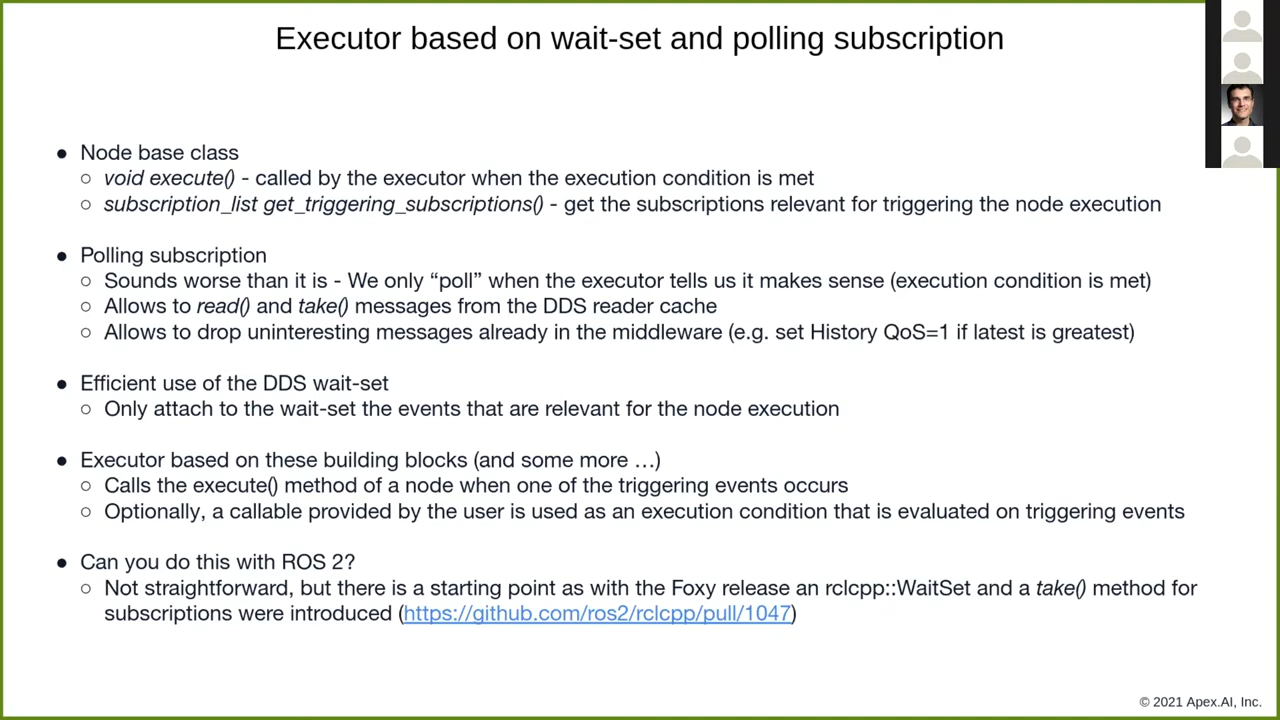 Executor based on wait-set and polling subscription
● Node base class
○ void execute() - called by the executor when the execution condition is met
○ subscription_list get_triggering_subscriptions() - get the subscriptions relevant for triggering the node execution
● Polling subscription
○ Sounds worse than it is - We only “poll” when the executor tells us it makes sense (execution condition is met)
○ Allows to read() and take() messages from the DDS reader cache
○ Allows to drop uninteresting messages already in the middleware (e.g. set History QoS=1 if latest is greatest)
● Efficient use of the DDS wait-set
○ Only attach to the wait-set the events that are relevant for the node execution
● Executor based on these building blocks (and some more …)
○ Calls the execute() method of a node when one of the triggering events occurs
○ Optionally, a callable provided by the user is used as an execution condition that is evaluated on triggering events
● Can you do this with ROS 2?
○ Not straightforward, but there is a starting point as with the Foxy release an rclcpp::WaitSet and a take() method for
subscriptions were introduced (https://github.com/ros2/rclcpp/pull/1047)
© 2021 Apex.AI, Inc.